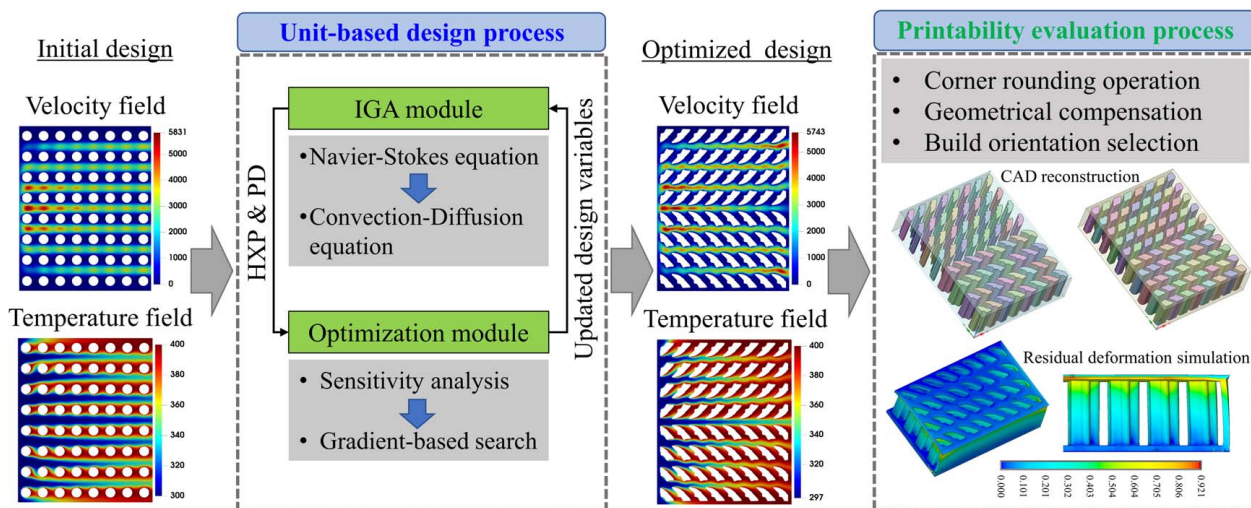 Initial design
Velocity field
5831
5000
4000
3000
2000
1000
0
Temperature field
400
380
360
340
320
300
Unit-based design process
IGA module
•Navier-Stokes equation
•Convection-Diffusion
equation
HXP & PD
Updated design variables
Optimization module
• Sensitivity analysis
• Gradient-based search
Optimized design
Velocity field
5743
5000
4000
3000
2000
1000
0
Temperature field
400
380
360
340
320
297
Printability evaluation process
• Corner rounding operation
• Geometrical compensation
• Build orientation selection
CAD reconstruction
Residual deformation simulation
0.000
0.101
0.201
0.302
0.403
0.504
0.604
0.705
0.806
0.921